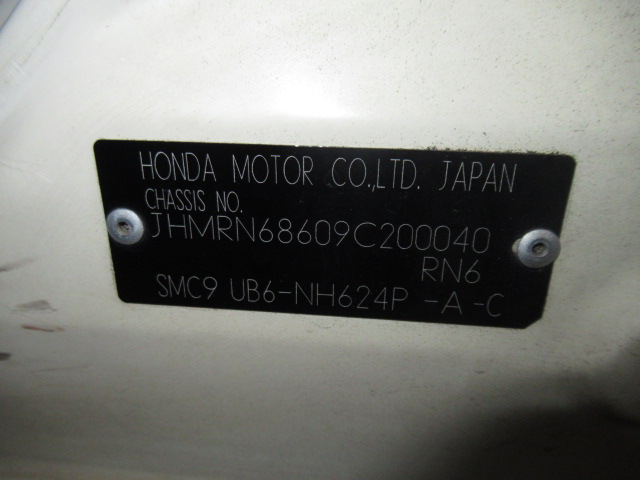 HONDA MOTOR CO.,LTD. JAPAN
CHASSIS NO.
JHMRN68609C200040
RN6
SMC9 UB6-NH624P -A -C